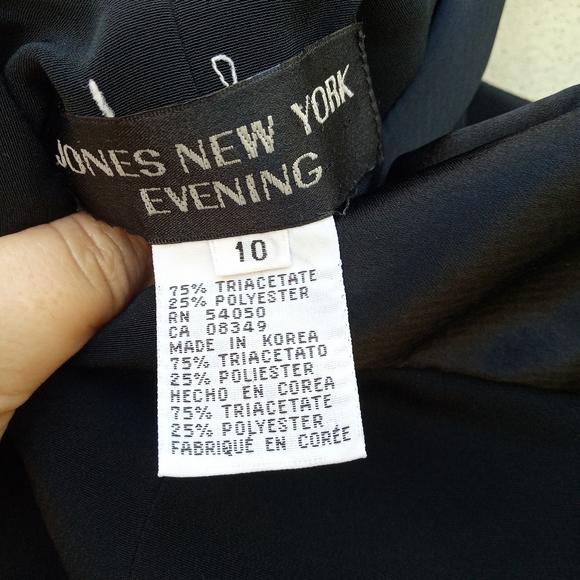 JONES NEW YORK
EVENING
10
75% TRIACETATE
25% POLYESTER
RN 54050
CA 08349
MADE IN KOREA
75% TRIACETATO
25% POLIESTER
HECHO EN COREA
75% TRIACETATE
25% POLYESTER
FABRIQUÉ EN CORÉE